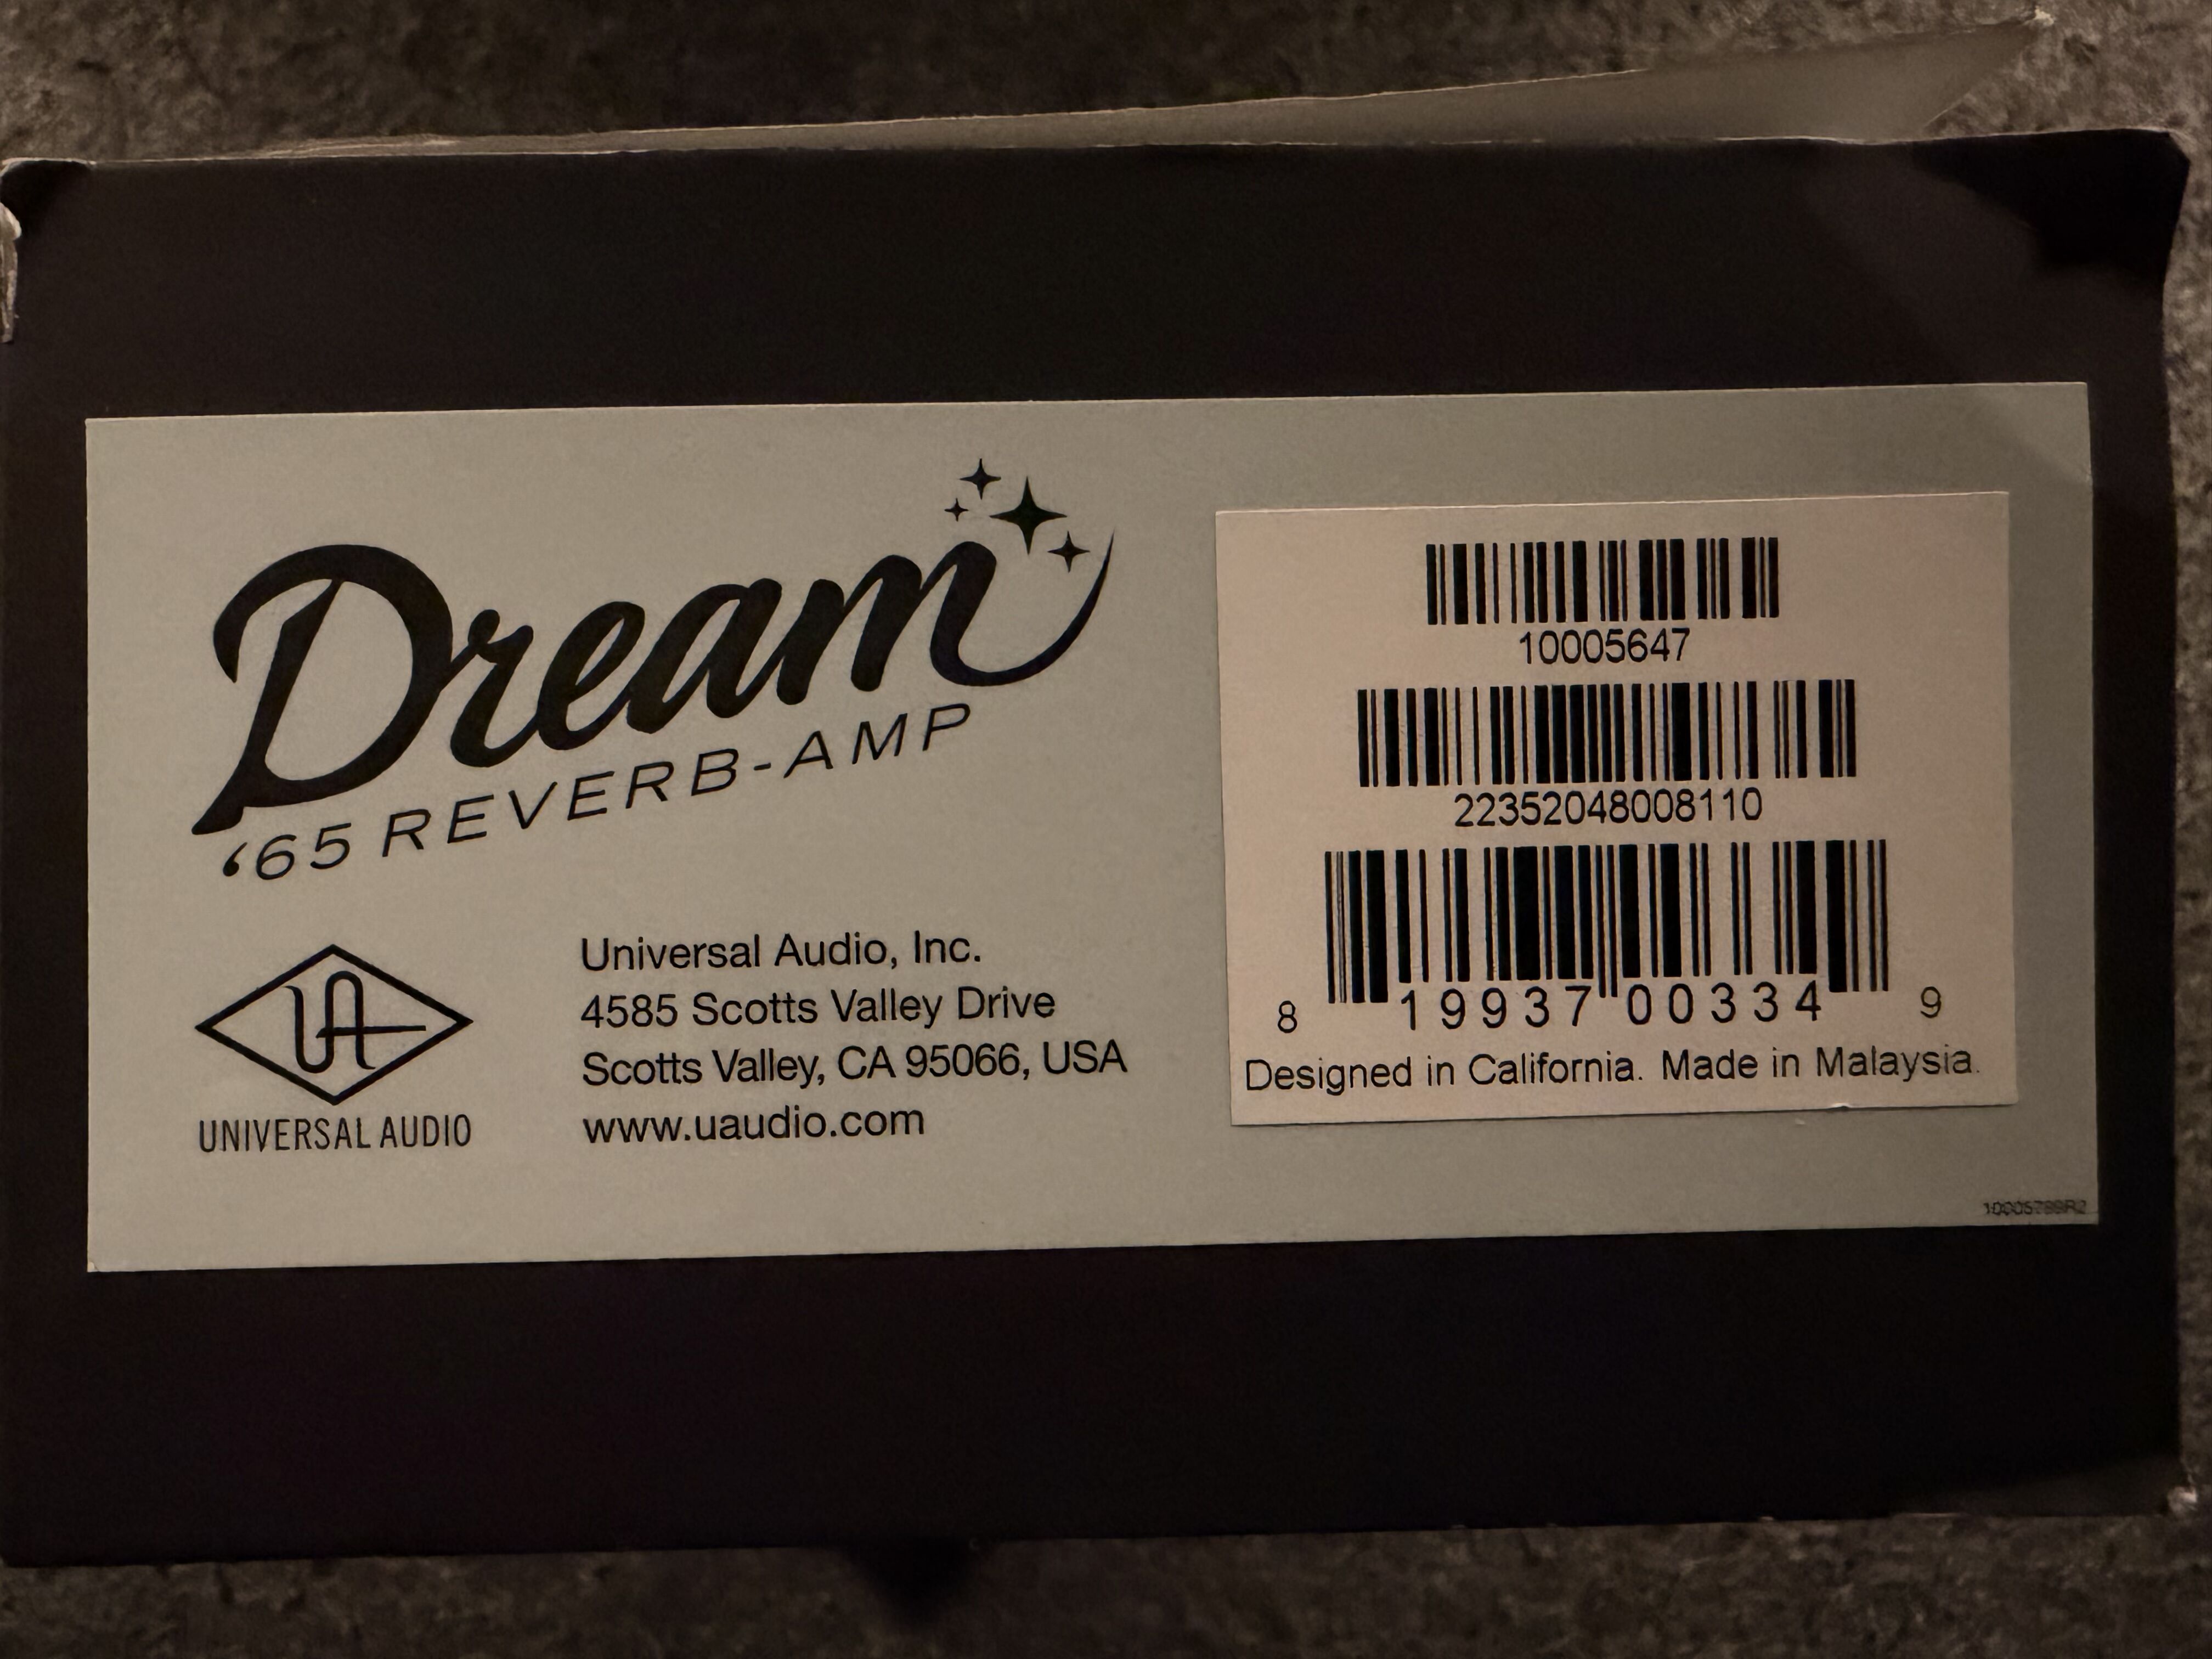 Dream
‘65 REVERB-AMP
UA
UNIVERSAL AUDIO
Universal Audio, Inc.
4585 Scotts Valley Drive
Scotts Valley, CA 95066, USA
www.uaudio.com
10005647
22352048008110
8 19937 00334 9
Designed in California. Made in Malaysia.